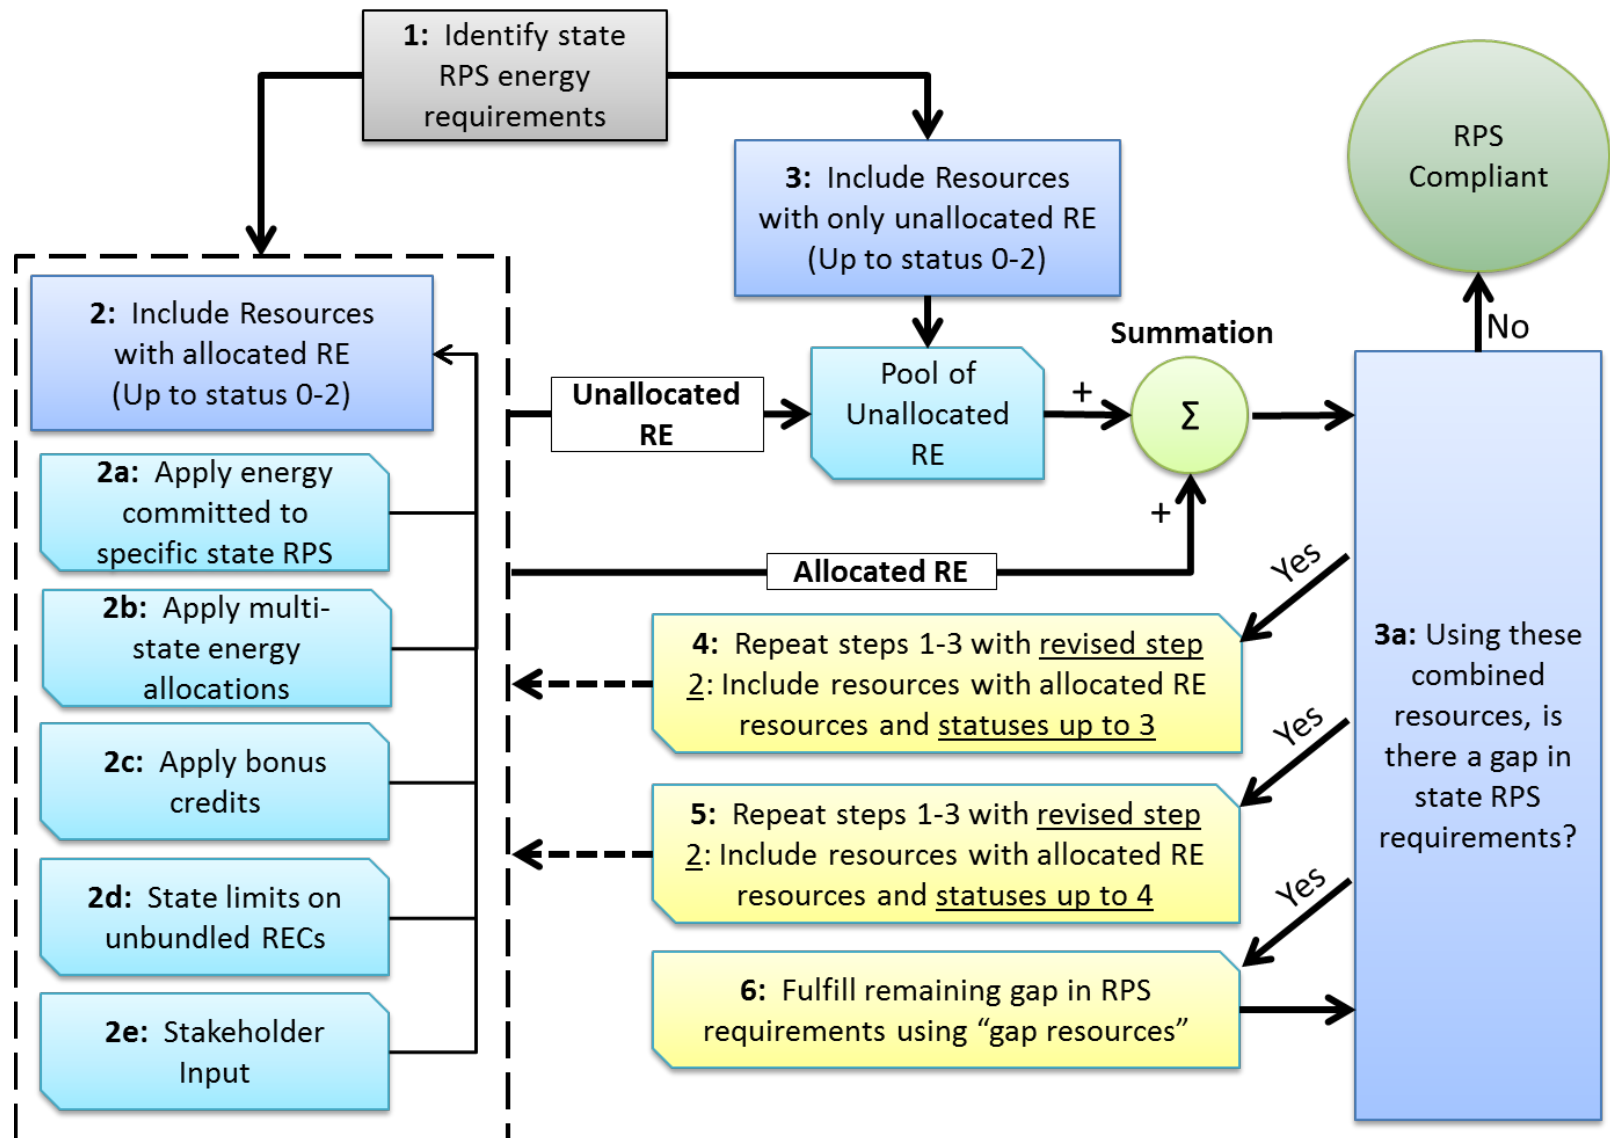 1: Identify state
RPS energy
requirements
RPS
Compliant
3: Include Resources
with only unallocated RE
(Up to status 0-2)
2: Include Resources
with allocated RE
(Up to status 0-2)
No
Summation
Unallocated
RE
Pool of
Unallocated
RE
+
Σ
+
2a: Apply energy
committed to
specific state RPS
Allocated RE
Yes
2b: Apply multi-
state energy
allocations
4: Repeat steps 1-3 with revised step
2: Include resources with allocated RE
resources and statuses up to 3
3a: Using these
combined
resources, is
there a gap in
state RPS
requirements?
Yes
2c: Apply bonus
credits
5: Repeat steps 1-3 with revised step
2: Include resources with allocated RE
resources and statuses up to 4
Yes
2d: State limits on
unbundled RECs
6: Fulfill remaining gap in RPS
requirements using “gap resources”
2e: Stakeholder
Input